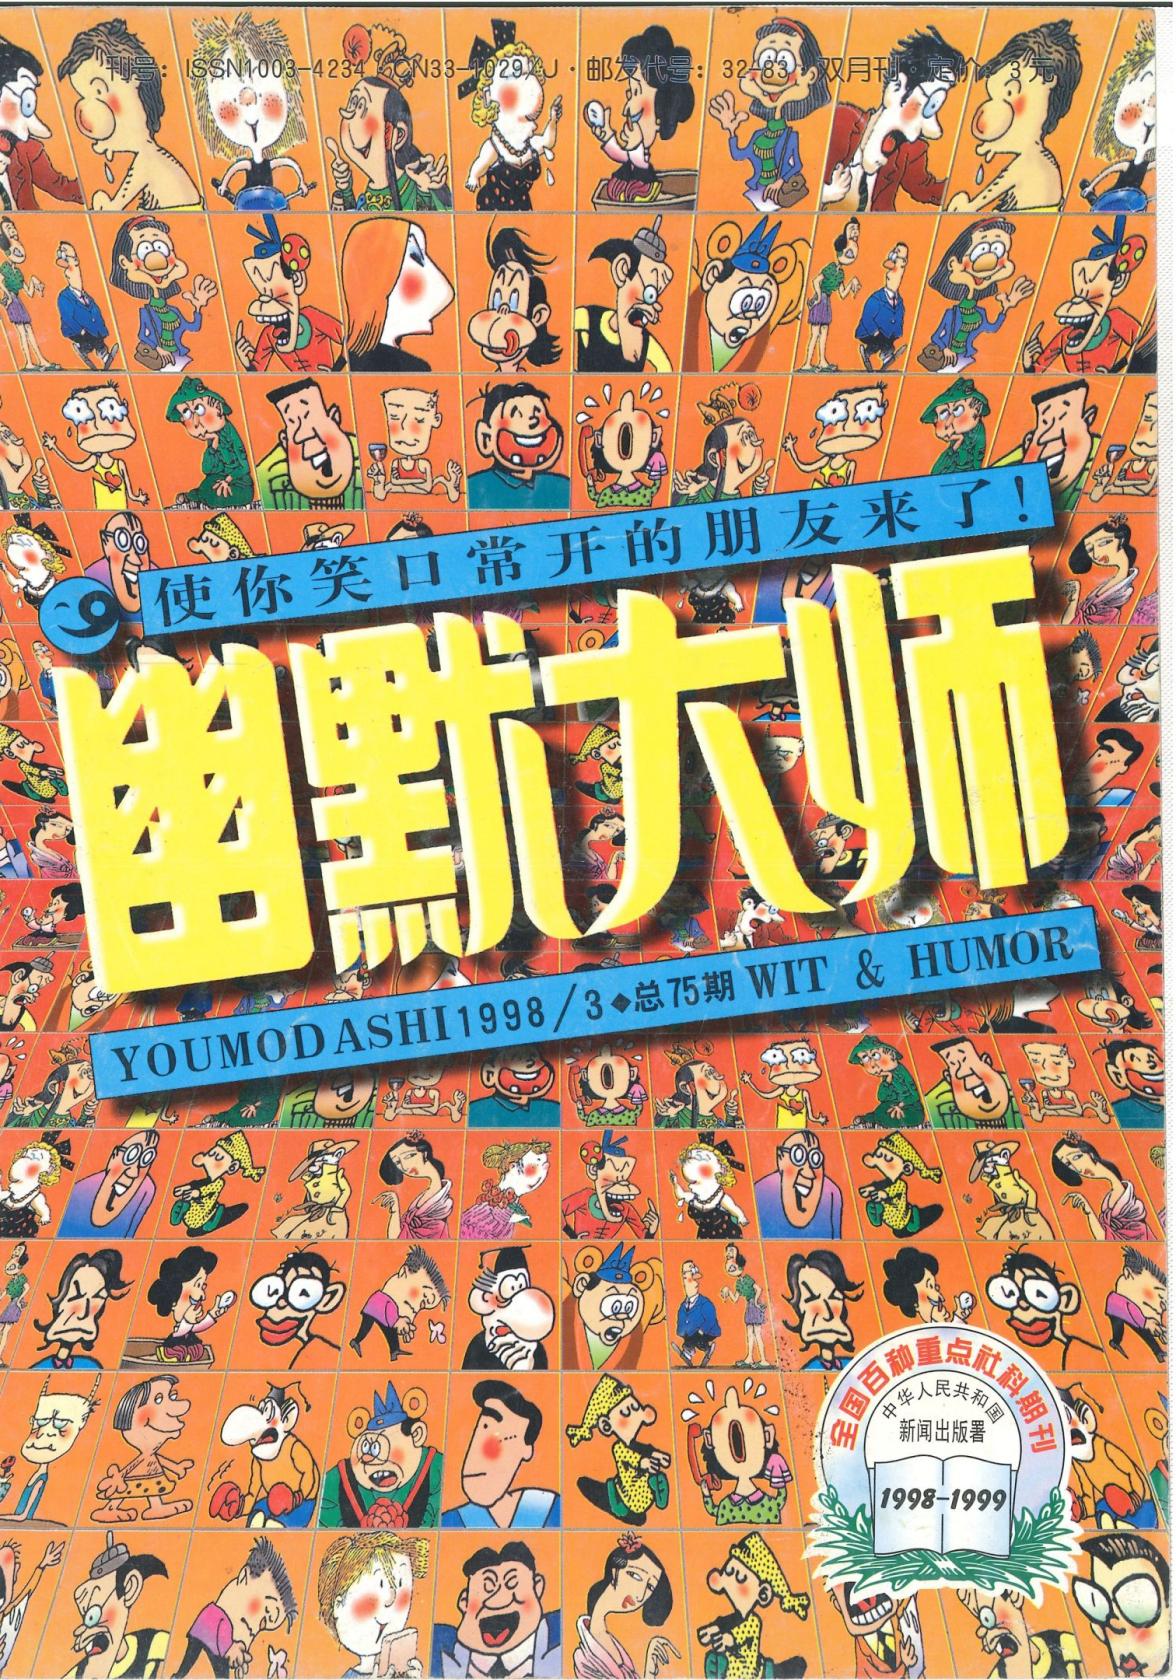 刊号：ISSN1003-4234 CN33-1029/J·邮发代号：32-83·双月刊·定价：3元
使你笑口常开的朋友来了！
幽默大师
YOUMODASHI1998/3◆总75期 WIT & HUMOR
全国百种重点社科期刊
中华人民共和国
新闻出版署
1998-1999